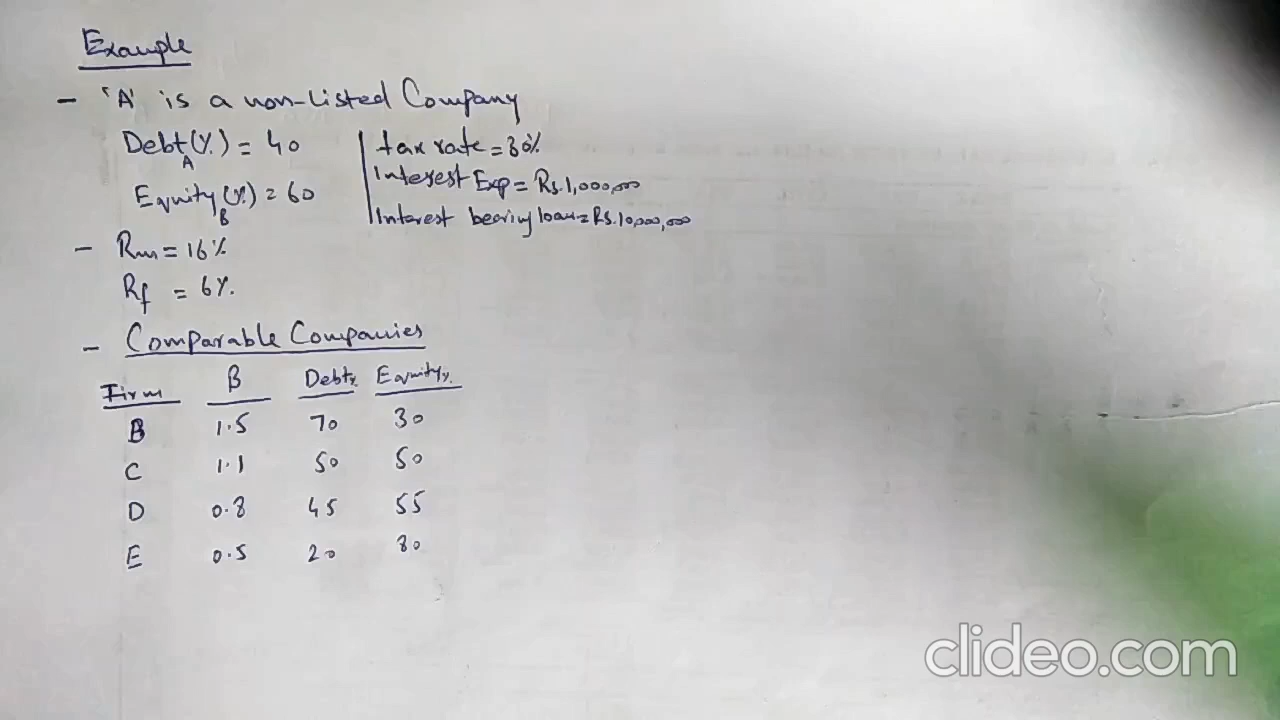 Example
- 'A' is a non-Listed Company
Debt(%) = 40
A
Equity(%) = 60
B
tax rate = 30%
Interest Exp = Rs.1,000,000
Interest bearing loan = Rs.10,000,000
- Rm = 16%
Rf = 6%.
- Comparable Companies
Firm β Debt% Equity%
B 1.5 70 30
C 1.1 50 50
D 0.8 45 55
E 0.5 20 80
clideo.com